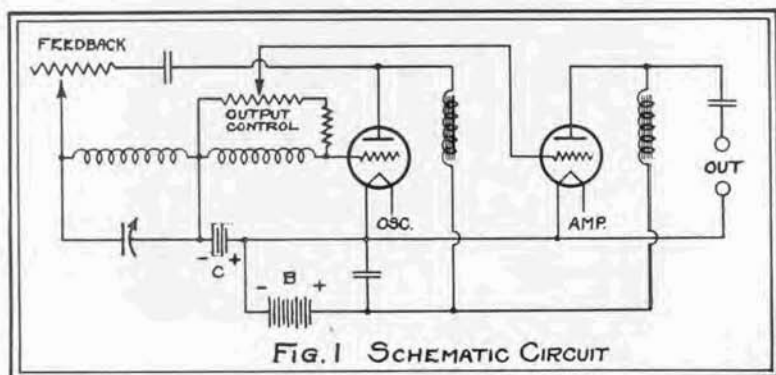 FEEDBACK
OUTPUT
CONTROL
OUT
OSC.
AMP.
- C +
- B +
FIG. 1 SCHEMATIC CIRCUIT